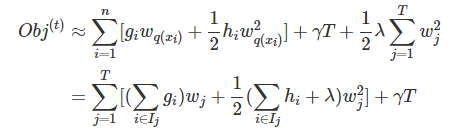 Obj^{(t)} ≈ \sum_{i=1}^{n} [g_i w_{q(x_i)} + \frac{1}{2} h_i w_{q(x_i)}^2] + γT + \frac{1}{2} λ \sum_{j=1}^{T} w_j^2
= \sum_{j=1}^{T} [(\sum_{i∈I_j} g_i) w_j + \frac{1}{2} (\sum_{i∈I_j} h_i + λ) w_j^2] + γT